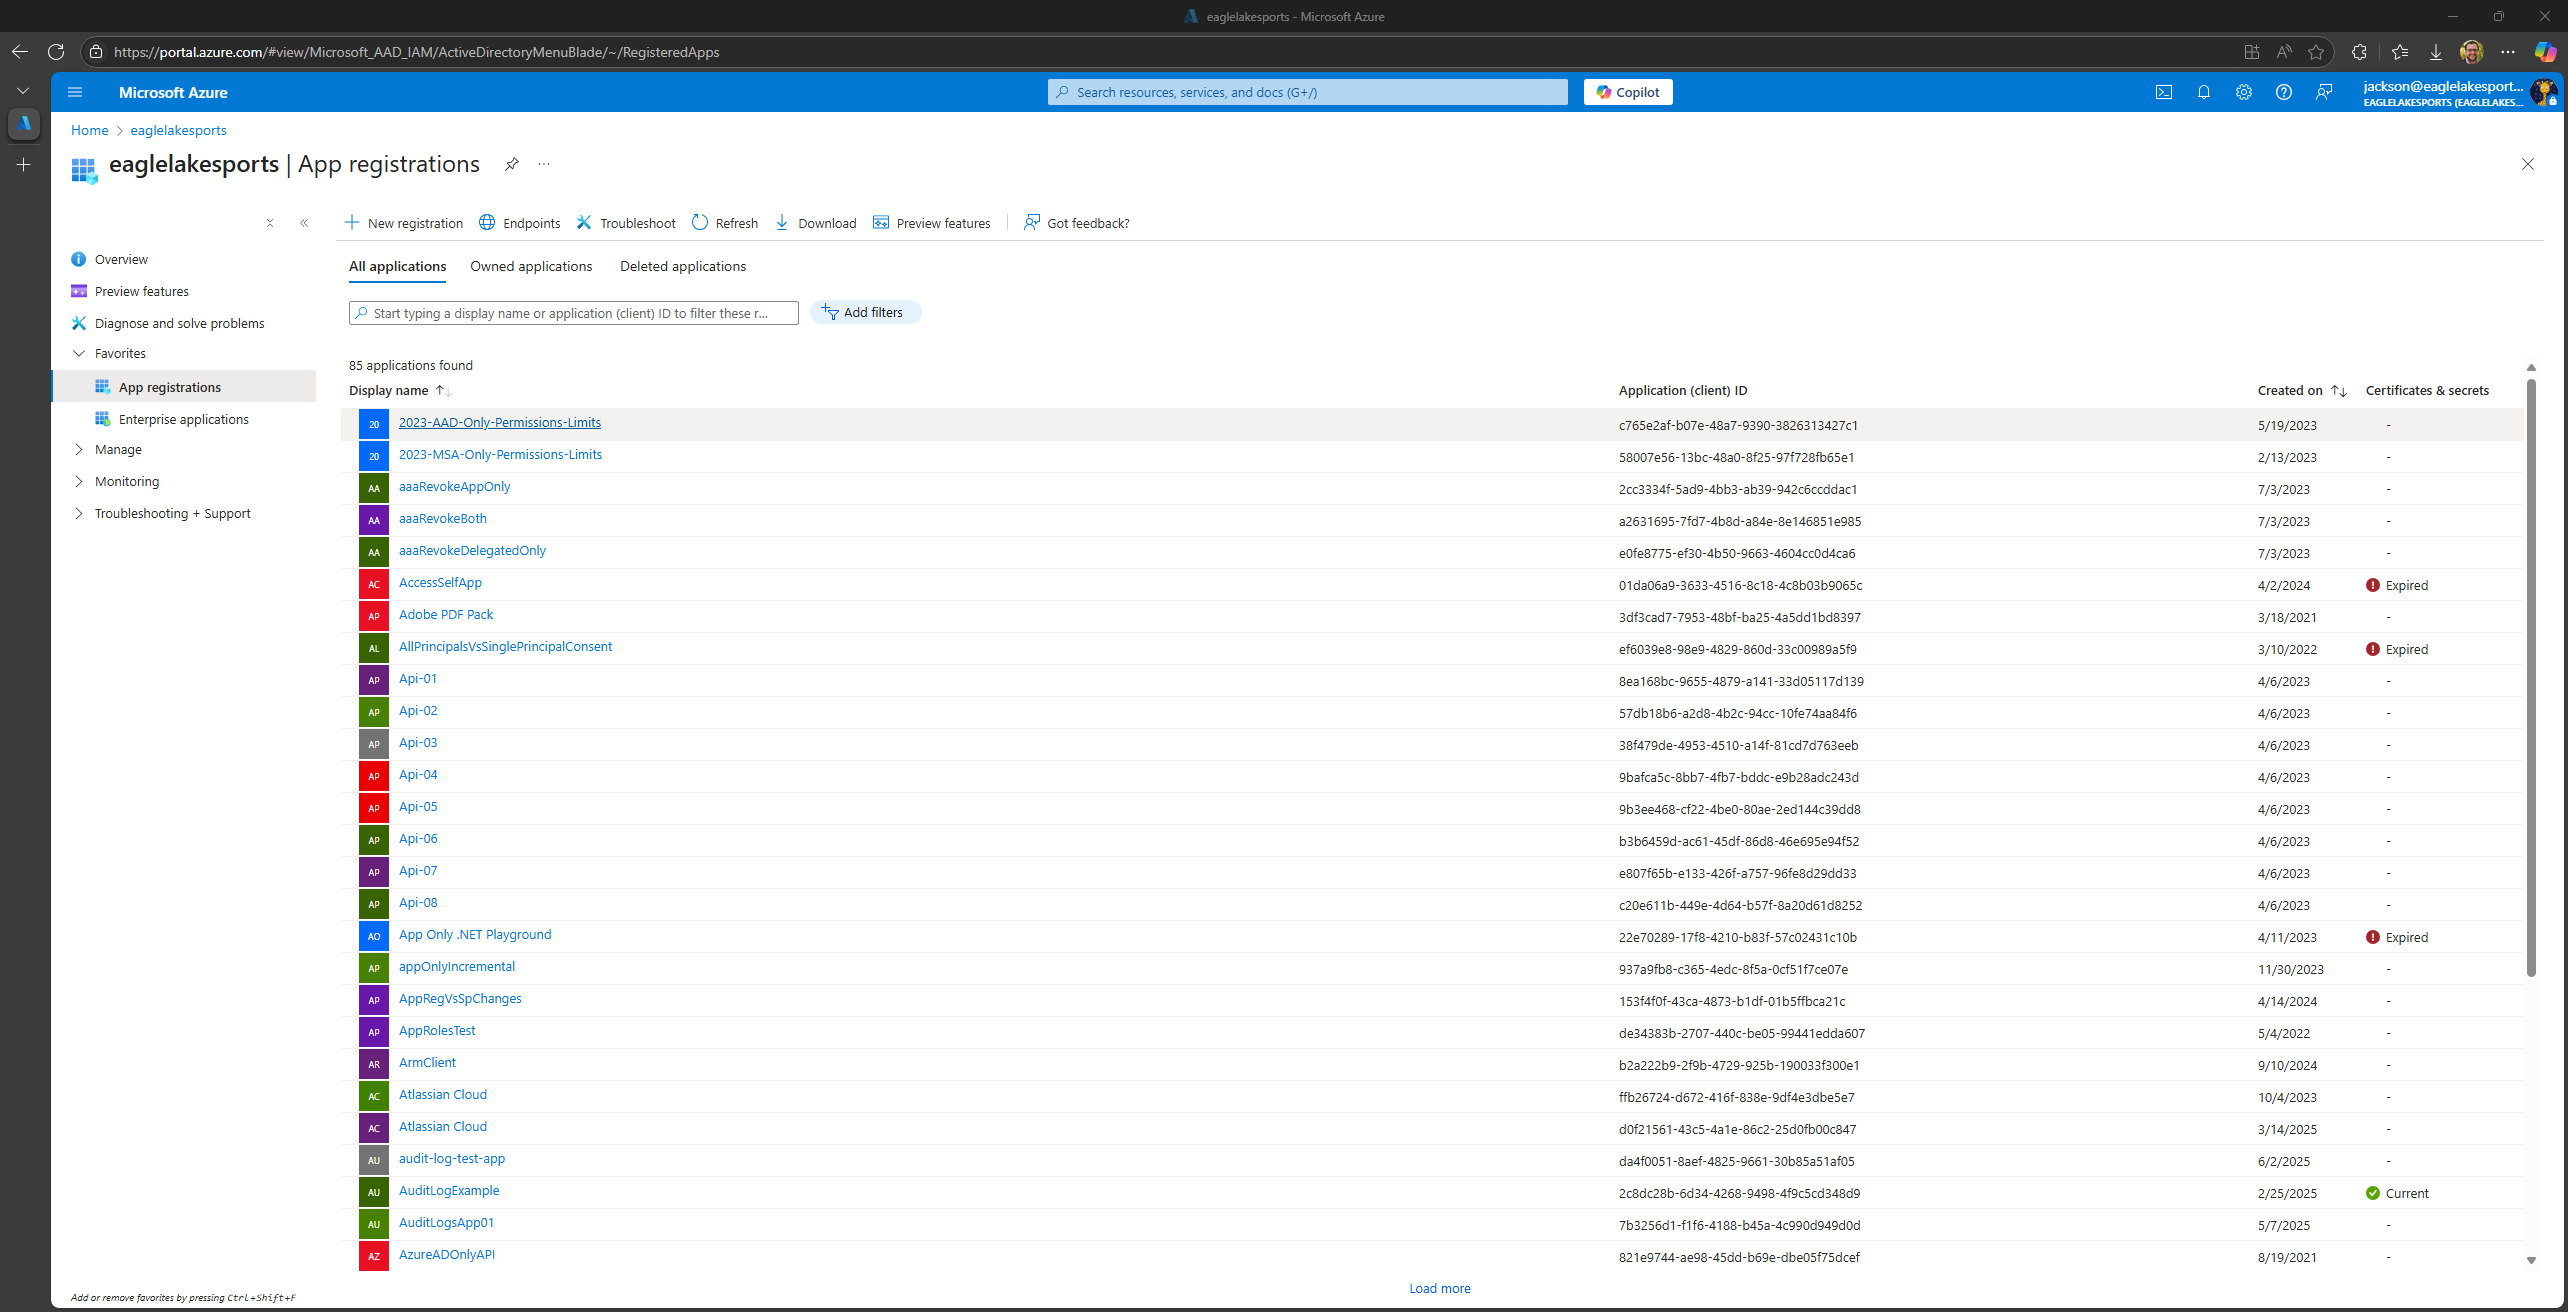 eaglelakesports - Microsoft Azure
https://portal.azure.com/#view/Microsoft_AAD_IAM/ActiveDirectoryMenuBlade/~/RegisteredApps
Microsoft Azure
Search resources, services, and docs (G+/)
Copilot
jackson@eaglelakesport...
EAGLELAKESPORTS (EAGLELAKES...
Home > eaglelakesports
eaglelakesports | App registrations
New registration Endpoints Troubleshoot Refresh Download Preview features Got feedback?
Overview
Preview features
Diagnose and solve problems
Favorites
App registrations
Enterprise applications
Manage
Monitoring
Troubleshooting + Support
Add or remove favorites by pressing Ctrl+Shift+F
All applications Owned applications Deleted applications
Start typing a display name or application (client) ID to filter these r...
Add filters
85 applications found
Display name Application (client) ID Created on Certificates & secrets
20 2023-AAD-Only-Permissions-Limits c765e2af-b07e-48a7-9390-3826313427c1 5/19/2023 -
20 2023-MSA-Only-Permissions-Limits 58007e56-13bc-48a0-8f25-97f728fb65e1 2/13/2023 -
AA aaaRevokeAppOnly 2cc3334f-5ad9-4bb3-ab39-942c6ccddac1 7/3/2023 -
AA aaaRevokeBoth a2631695-7fd7-4b8d-a84e-8e146851e985 7/3/2023 -
AA aaaRevokeDelegatedOnly e0fe8775-ef30-4b50-9663-4604cc0d4ca6 7/3/2023 -
AC AccessSelfApp 01da06a9-3633-4516-8c18-4c8b03b9065c 4/2/2024 Expired
AP Adobe PDF Pack 3df3cad7-7953-48bf-ba25-4a5dd1bd8397 3/18/2021 -
AL AllPrincipalsVsSinglePrincipalConsent ef6039e8-98e9-4829-860d-33c00989a5f9 3/10/2022 Expired
AP Api-01 8ea168bc-9655-4879-a141-33d05117d139 4/6/2023 -
AP Api-02 57db18b6-a2d8-4b2c-94cc-10fe74aa84f6 4/6/2023 -
AP Api-03 38f479de-4953-4510-a14f-81cd7d763eeb 4/6/2023 -
AP Api-04 9bafca5c-8bb7-4fb7-bddc-e9b28adc243d 4/6/2023 -
AP Api-05 9b3ee468-cf22-4be0-80ae-2ed144c39dd8 4/6/2023 -
AP Api-06 b3b6459d-ac61-45df-86d8-46e695e94f52 4/6/2023 -
AP Api-07 e807f65b-e133-426f-a757-96fe8d29dd33 4/6/2023 -
AP Api-08 c20e611b-449e-4d64-b57f-8a20d61d8252 4/6/2023 -
AO App Only .NET Playground 22e70289-17f8-4210-b83f-57c02431c10b 4/11/2023 Expired
AP appOnlyIncremental 937a9fb8-c365-4edc-8f5a-0cf51f7ce07e 11/30/2023 -
AP AppRegVsSpChanges 153f4f0f-43ca-4873-b1df-01b5ffbca21c 4/14/2024 -
AP AppRolesTest de34383b-2707-440c-be05-99441edda607 5/4/2022 -
AR ArmClient b2a222b9-2f9b-4729-925b-190033f300e1 9/10/2024 -
AC Atlassian Cloud ffb26724-d672-416f-838e-9df4e3dbe5e7 10/4/2023 -
AC Atlassian Cloud d0f21561-43c5-4a1e-86c2-25d0fb00c847 3/14/2025 -
AU audit-log-test-app da4f0051-8aef-4825-9661-30b85a51af05 6/2/2025 -
AU AuditLogExample 2c8dc28b-6d34-4268-9498-4f9c5cd348d9 2/25/2025 Current
AU AuditLogsApp01 7b3256d1-f1f6-4188-b45a-4c990d949d0d 5/7/2025 -
AZ AzureADOnlyAPI 821e9744-ae98-45dd-b69e-dbe05f75dcef 8/19/2021 -
Load more